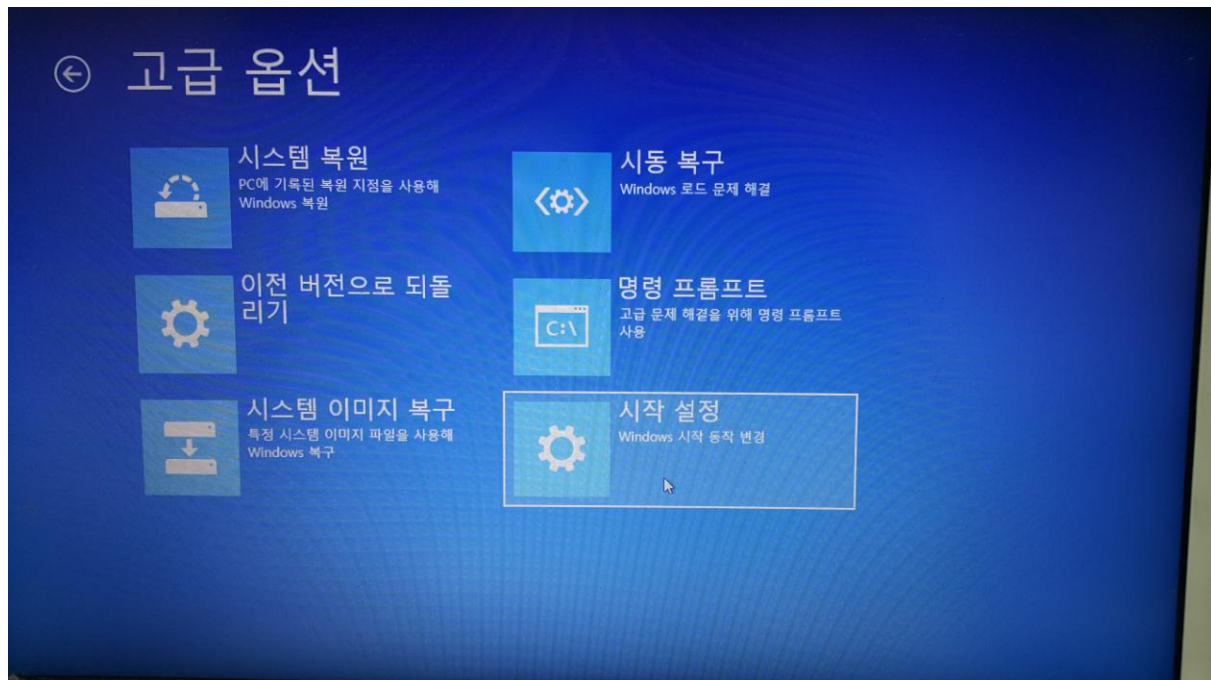 고급 옵션
시스템 복원
PC에 기록된 복원 지점을 사용해
Windows 복원
시동 복구
Windows 로드 문제 해결
이전 버전으로 되돌
리기
C:\
명령 프롬프트
고급 문제 해결을 위해 명령 프롬프트
사용
시스템 이미지 복구
특정 시스템 이미지 파일을 사용해
Windows 복구
시작 설정
Windows 시작 동작 변경